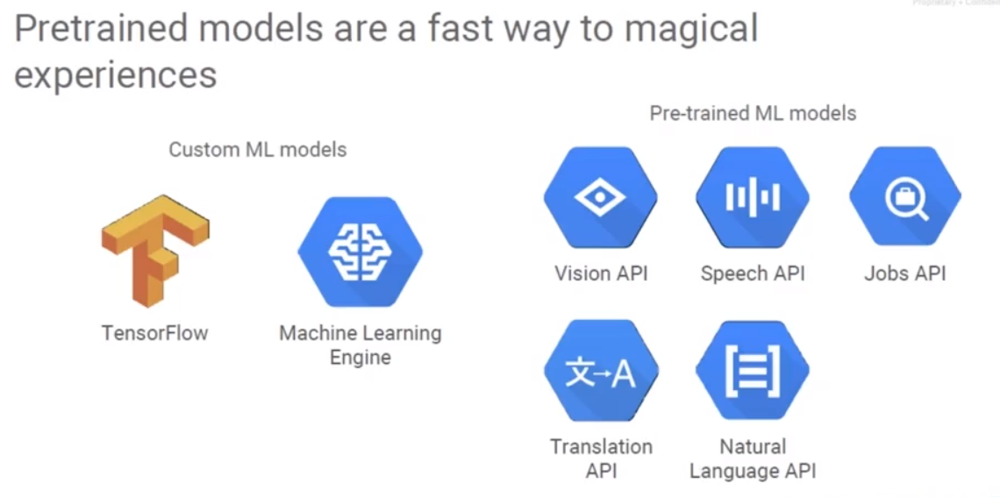 Proprietary + Confidential
Pretrained models are a fast way to magical
experiences
Custom ML models
TensorFlow
Machine Learning
Engine
Pre-trained ML models
Vision API
Speech API
Jobs API
文→A
Translation
API
Natural
Language API